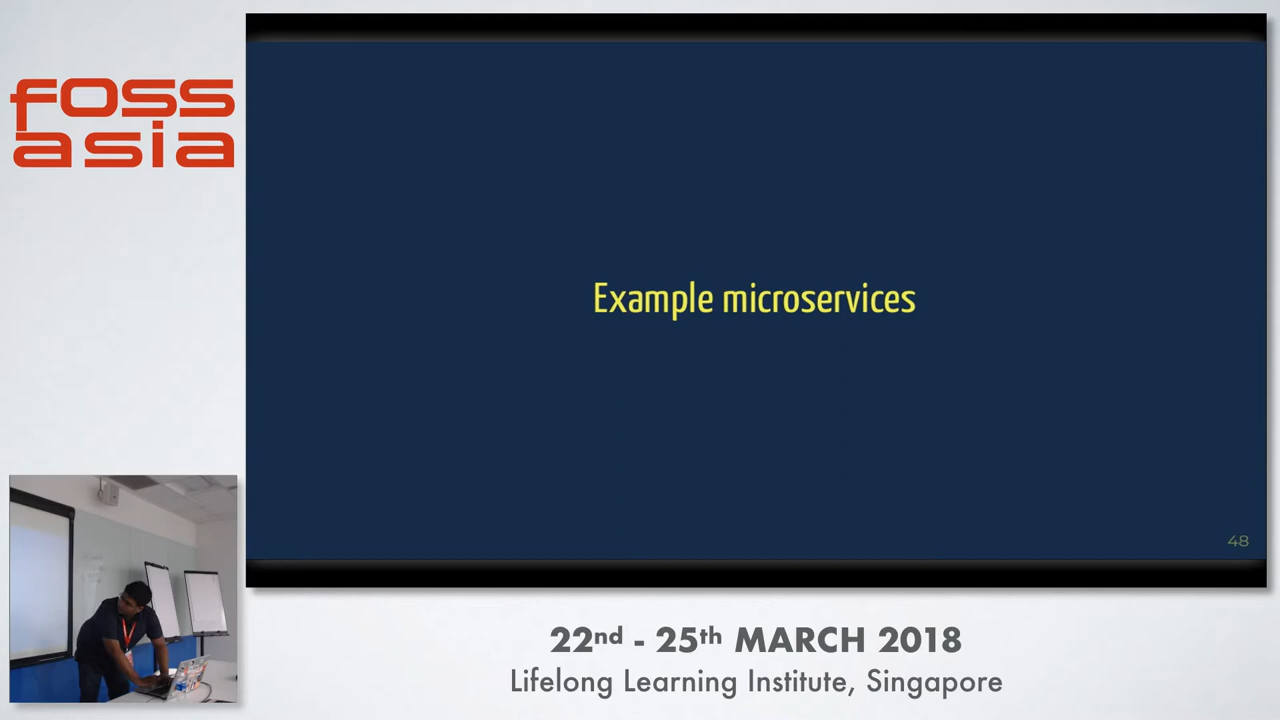 foss
asia
Example microservices
48
22nd - 25th MARCH 2018
Lifelong Learning Institute, Singapore